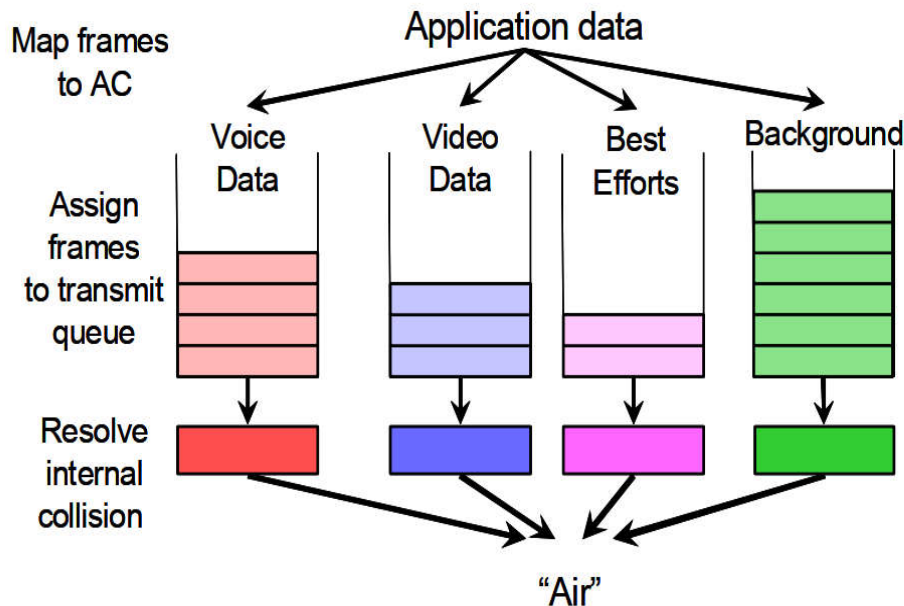 Application data
Map frames
to AC
Voice
Data
Video
Data
Best
Efforts
Background
Assign
frames
to transmit
queue
Resolve
internal
collision
“Air”